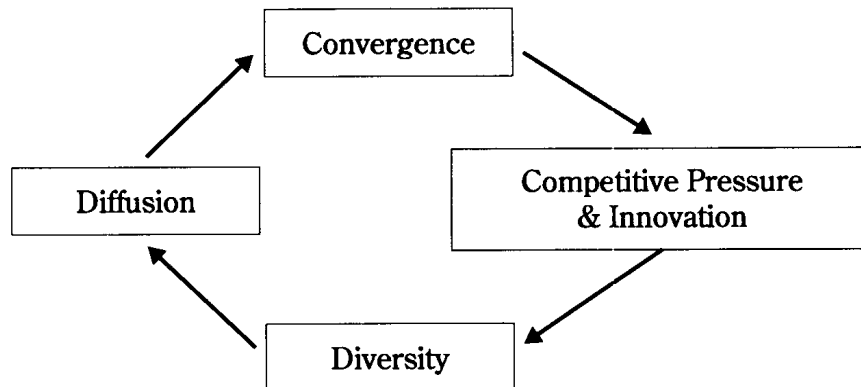 Convergence
Diffusion
Competitive Pressure
& Innovation
Diversity